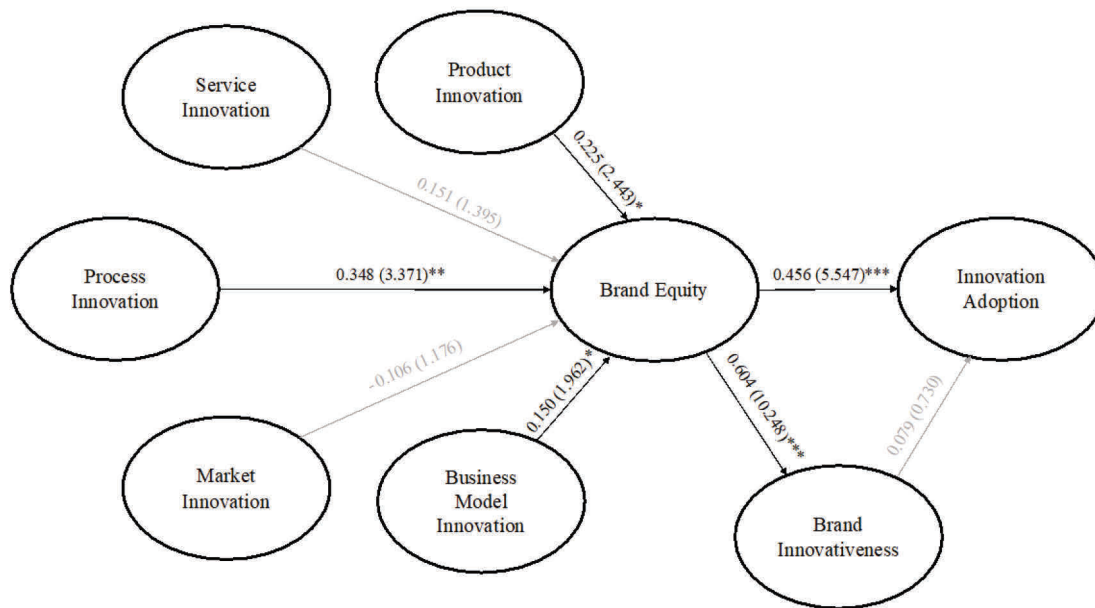 Service
Innovation
Product
Innovation
0.225 (2.443)*
0.151 (1.395)
Process
Innovation
0.348 (3.371)**
Brand Equity
0.456 (5.547)***
Innovation
Adoption
-0.106 (1.176)
0.150 (1.962)*
0.604 (10.248)***
0.079 (0.730)
Market
Innovation
Business
Model
Innovation
Brand
Innovativeness